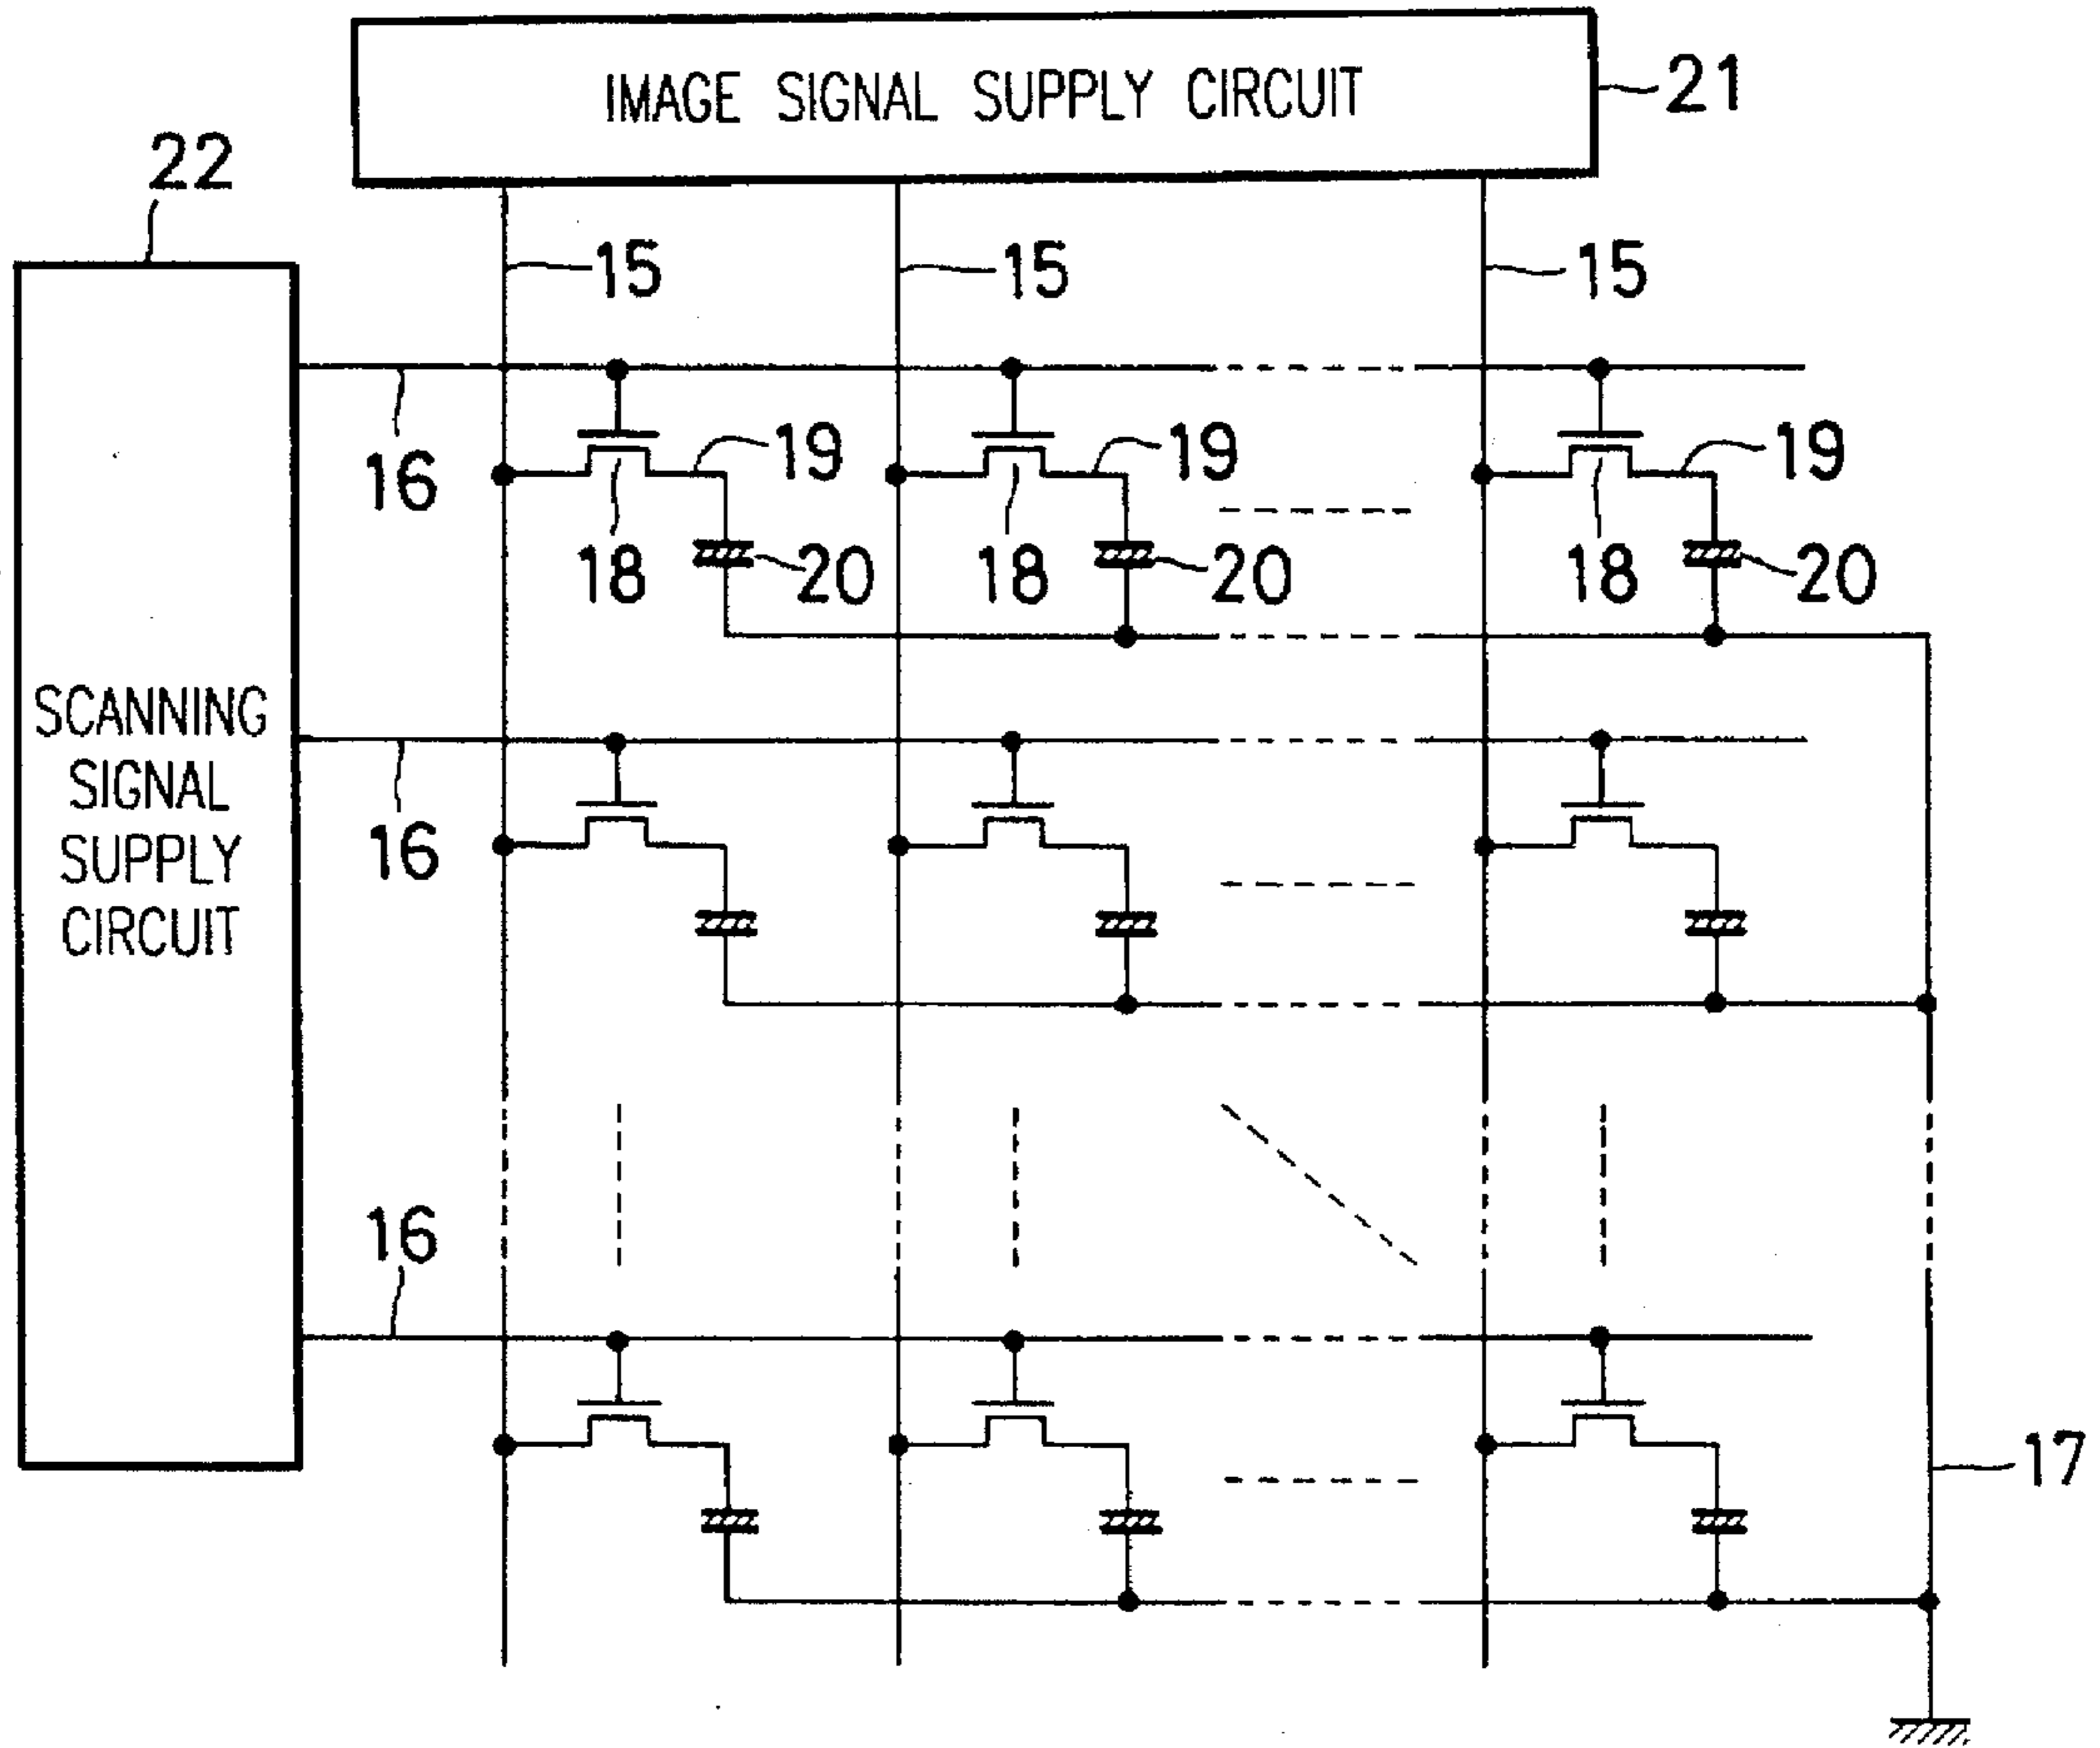 IMAGE SIGNAL SUPPLY CIRCUIT
21
22
15 15 15
16
19 19 19
18 20 18 20 18 20
SCANNING
SIGNAL
SUPPLY
CIRCUIT
16
16
17